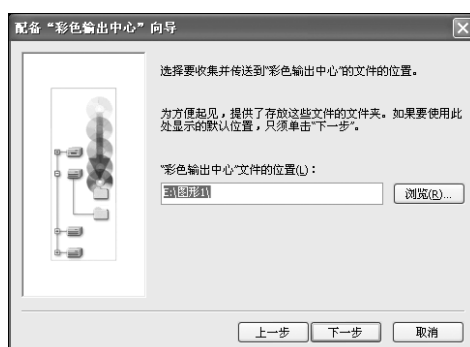 配备“彩色输出中心”向导
选择要收集并传送到“彩色输出中心”的文件的位置。
为方便起见，提供了存放这些文件的文件夹。如果要使用此
处显示的默认位置，只须单击“下一步”。
“彩色输出中心”文件的位置(L)：
E:\图形1\
浏览(R)...
上一步
下一步
取消